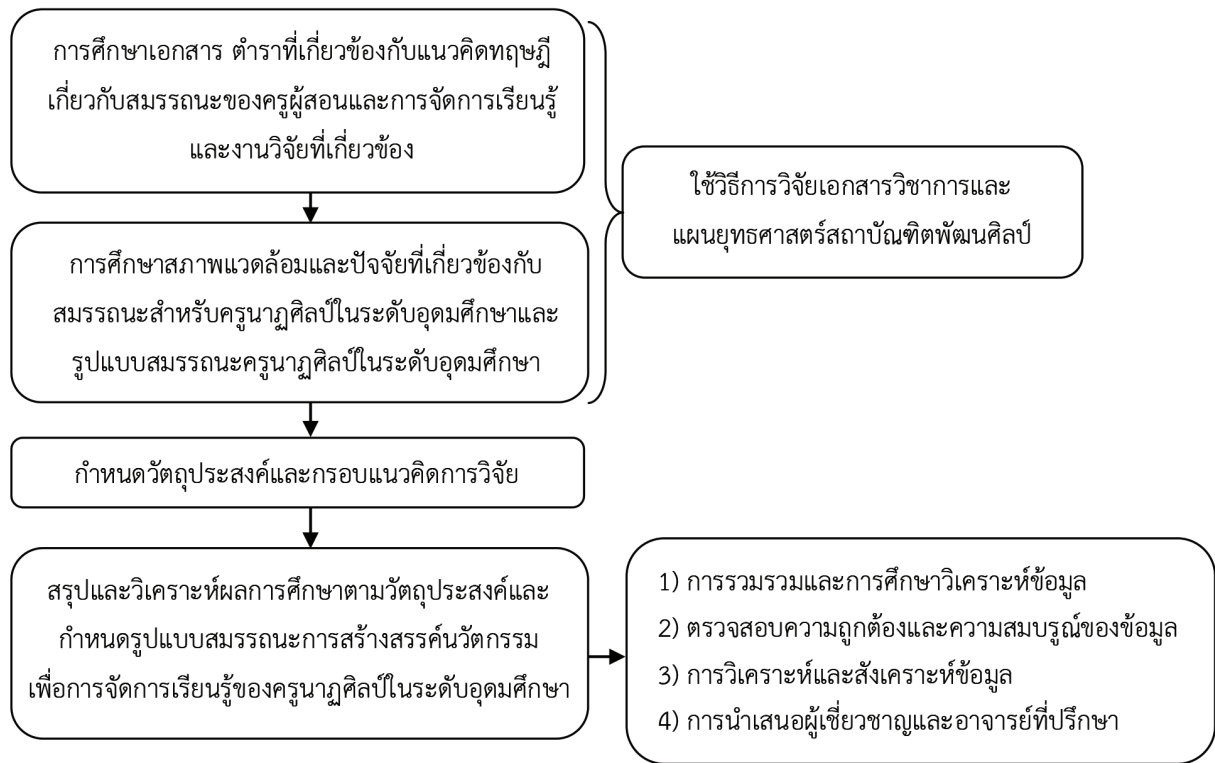 การศึกษาเอกสาร ตำราที่เกี่ยวข้องกับแนวคิดทฤษฎี
เกี่ยวกับสมรรถนะของครูผู้สอนและการจัดการเรียนรู้
และงานวิจัยที่เกี่ยวข้อง
ใช้วิธีการวิจัยเอกสารวิชาการและ
แผนยุทธศาสตร์สถาบัณฑิตพัฒนศิลป์
การศึกษาสภาพแวดล้อมและปัจจัยที่เกี่ยวข้องกับ
สมรรถนะสำหรับครูนาฏศิลป์ในระดับอุดมศึกษาและ
รูปแบบสมรรถนะครูนาฏศิลป์ในระดับอุดมศึกษา
กำหนดวัตถุประสงค์และกรอบแนวคิดการวิจัย
สรุปและวิเคราะห์ผลการศึกษาตามวัตถุประสงค์และ
กำหนดรูปแบบสมรรถนะการสร้างสรรค์นวัตกรรม
เพื่อการจัดการเรียนรู้ของครูนาฏศิลป์ในระดับอุดมศึกษา
1) การรวมรวมและการศึกษาวิเคราะห์ข้อมูล
2) ตรวจสอบความถูกต้องและความสมบรูณ์ของข้อมูล
3) การวิเคราะห์และสังเคราะห์ข้อมูล
4) การนำเสนอผู้เชี่ยวชาญและอาจารย์ที่ปรึกษา